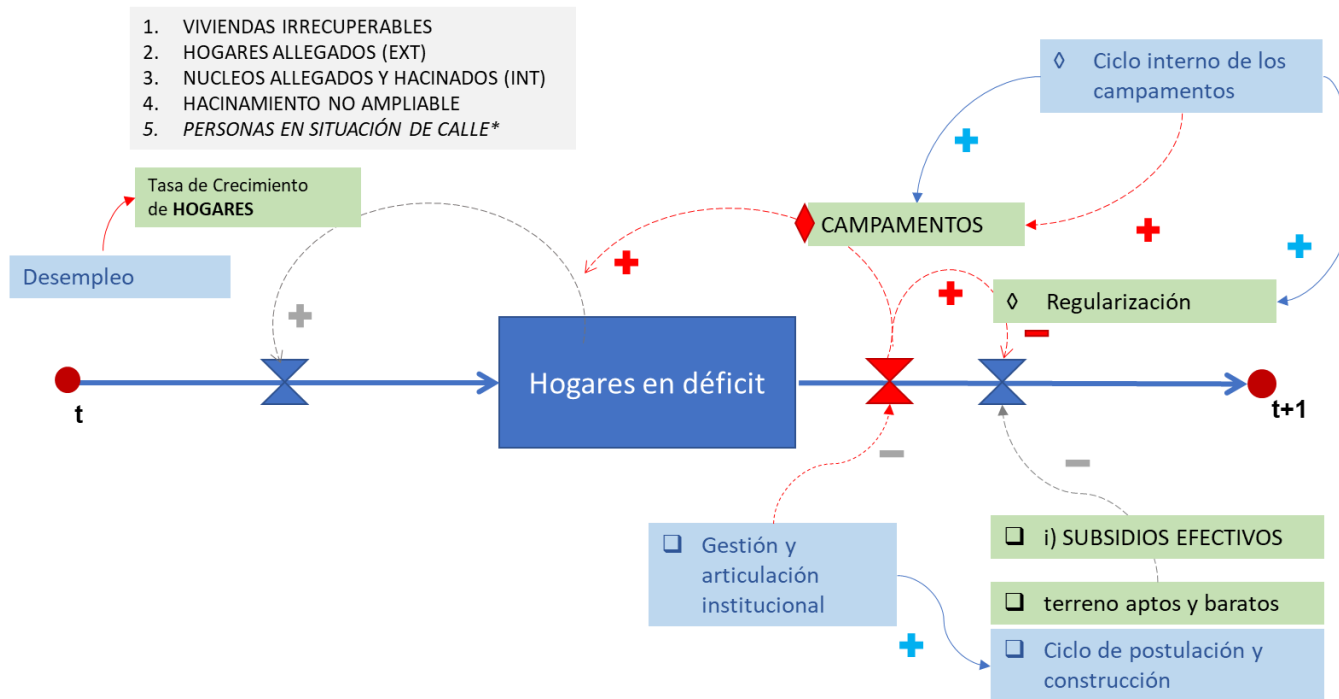 1. VIVIENDAS IRRECUPERABLES
2. HOGARES ALLEGADOS (EXT)
3. NUCLEOS ALLEGADOS Y HACINADOS (INT)
4. HACINAMIENTO NO AMPLIABLE
5. PERSONAS EN SITUACIÓN DE CALLE*
◊ Ciclo interno de los
campamentos
Tasa de Crecimiento
de HOGARES
Desempleo
CAMPAMENTOS
◊ Regularización
Hogares en déficit
t
t+1
❑ Gestión y
articulación
institucional
❑ i) SUBSIDIOS EFECTIVOS
❑ terreno aptos y baratos
❑ Ciclo de postulación y
construcción